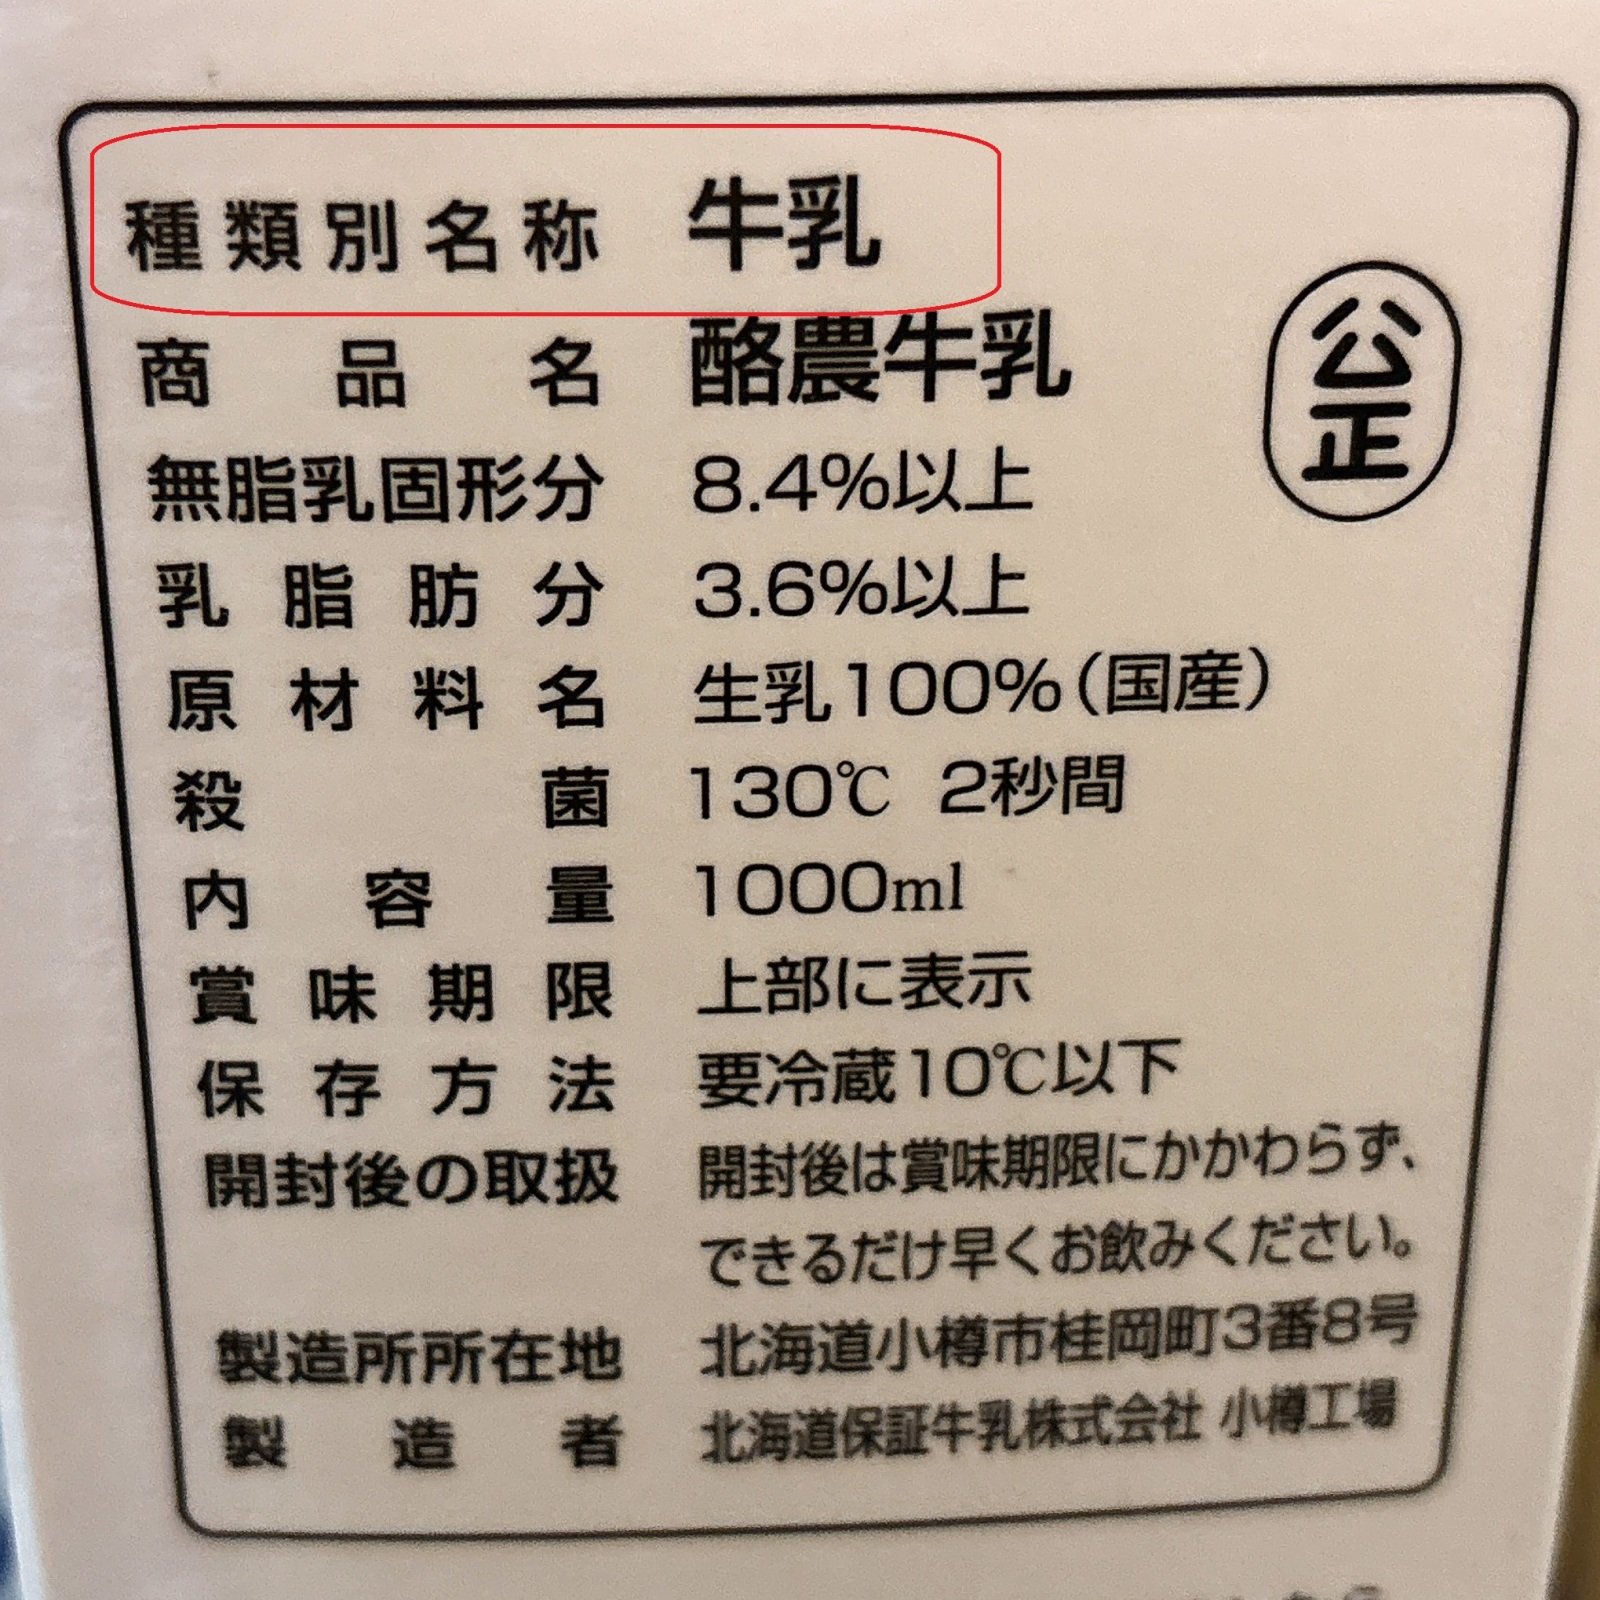 種類別名称 牛乳
商品名 酪農牛乳
公正
無脂乳固形分 8.4%以上
乳脂肪分 3.6%以上
原材料名 生乳100%(国産)
殺菌 130℃ 2秒間
内容量 1000ml
賞味期限 上部に表示
保存方法 要冷蔵10℃以下
開封後の取扱 開封後は賞味期限にかかわらず、
できるだけ早くお飲みください。
製造所所在地 北海道小樽市桂岡町3番8号
製造者 北海道保証牛乳株式会社 小樽工場